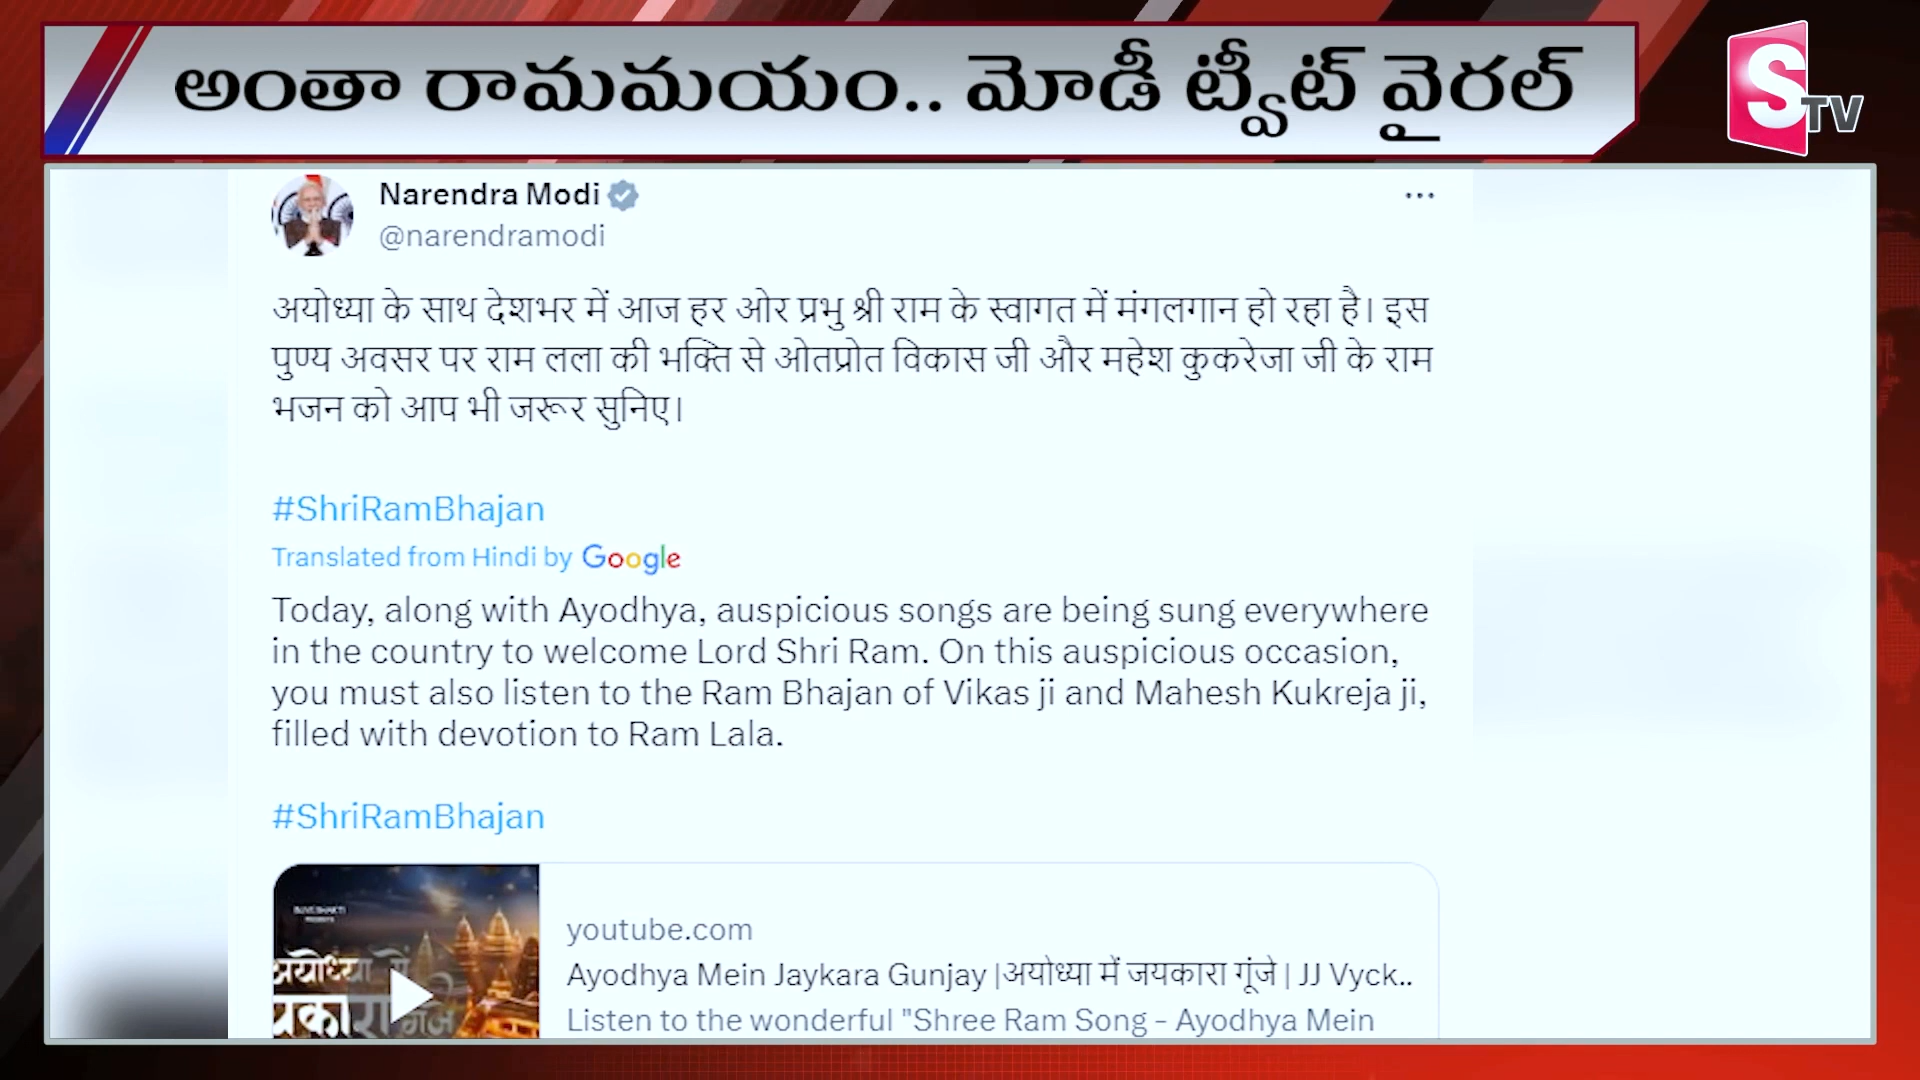 అంతా రామమయం.. మోడీ ట్వీట్ వైరల్
STV
Narendra Modi
@narendramodi
अयोध्या के साथ देशभर में आज हर ओर प्रभु श्री राम के स्वागत में मंगलगान हो रहा है। इस
पुण्य अवसर पर राम लला की भक्ति से ओतप्रोत विकास जी और महेश कुकरेजा जी के राम
भजन को आप भी जरूर सुनिए।
#ShriRamBhajan
Translated from Hindi by Google
Today, along with Ayodhya, auspicious songs are being sung everywhere
in the country to welcome Lord Shri Ram. On this auspicious occasion,
you must also listen to the Ram Bhajan of Vikas ji and Mahesh Kukreja ji,
filled with devotion to Ram Lala.
#ShriRamBhajan
अयोध्या में
youtube.com
Ayodhya Mein Jaykara Gunjay |अयोध्या में जयकारा गूंजे | JJ Vyck..
Listen to the wonderful "Shree Ram Song - Ayodhya Mein